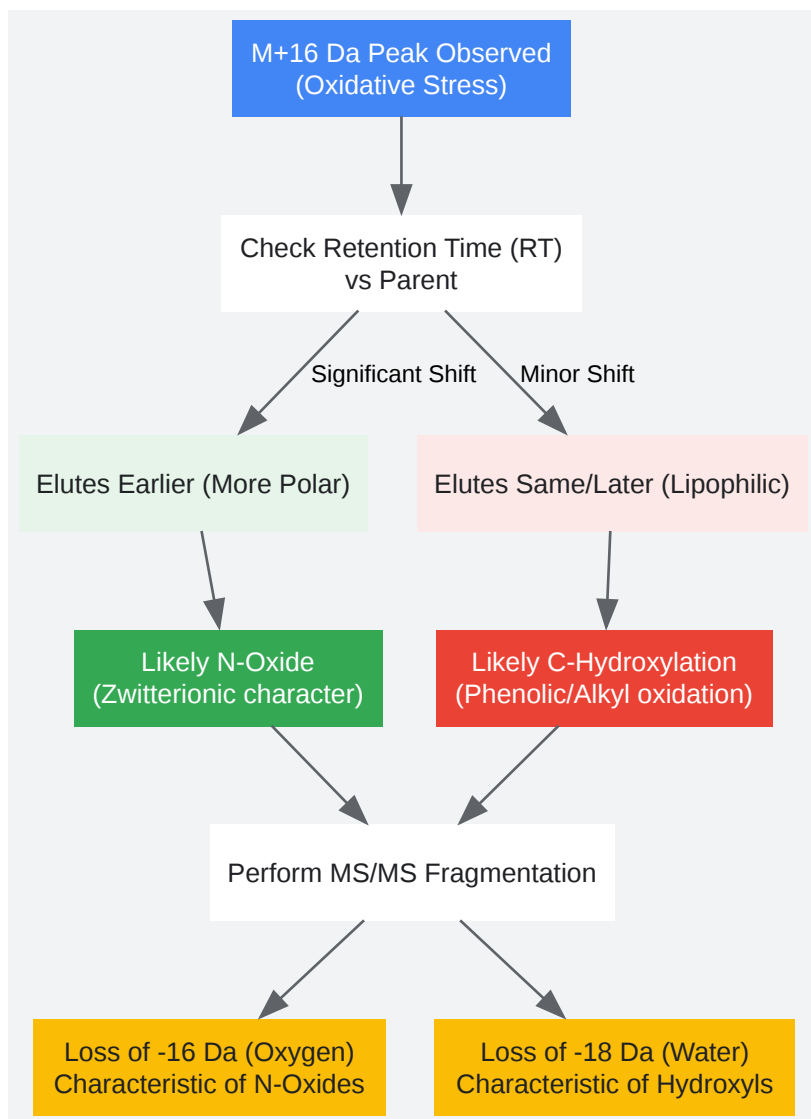 M+16 Da Peak Observed
(Oxidative Stress)
Check Retention Time (RT)
vs Parent
Significant Shift
Minor Shift
Elutes Earlier (More Polar)
Elutes Same/Later (Lipophilic)
Likely N-Oxide
(Zwitterionic character)
Likely C-Hydroxylation
(Phenolic/Alkyl oxidation)
Perform MS/MS Fragmentation
Loss of -16 Da (Oxygen)
Characteristic of N-Oxides
Loss of -18 Da (Water)
Characteristic of Hydroxyls